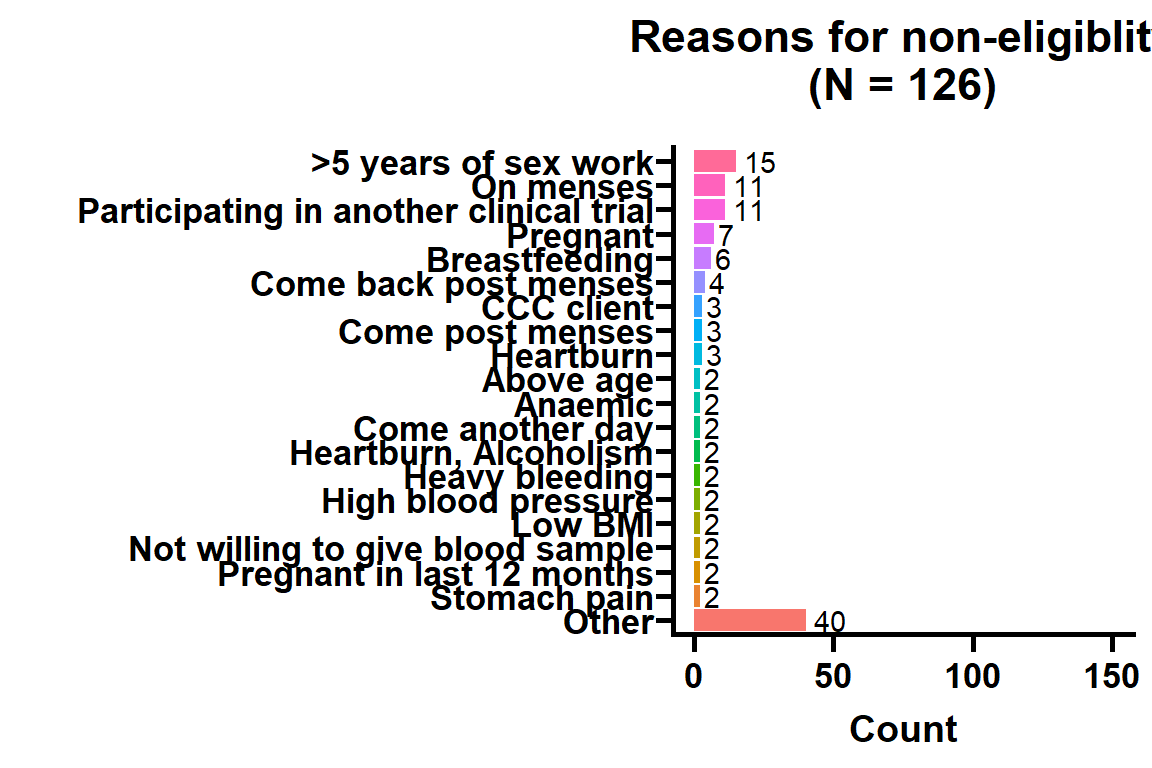 Reasons for non-eligiblit
(N = 126)
>5 years of sex work 15
On menses 11
Participating in another clinical trial 11
Pregnant 7
Breastfeeding 6
Come back post menses 4
CCC client 3
Come post menses 3
Heartburn 3
Above age 2
Anaemic 2
Come another day 2
Heartburn, Alcoholism 2
Heavy bleeding 2
High blood pressure 2
Low BMI 2
Not willing to give blood sample 2
Pregnant in last 12 months 2
Stomach pain 2
Other 40
0 50 100 150
Count